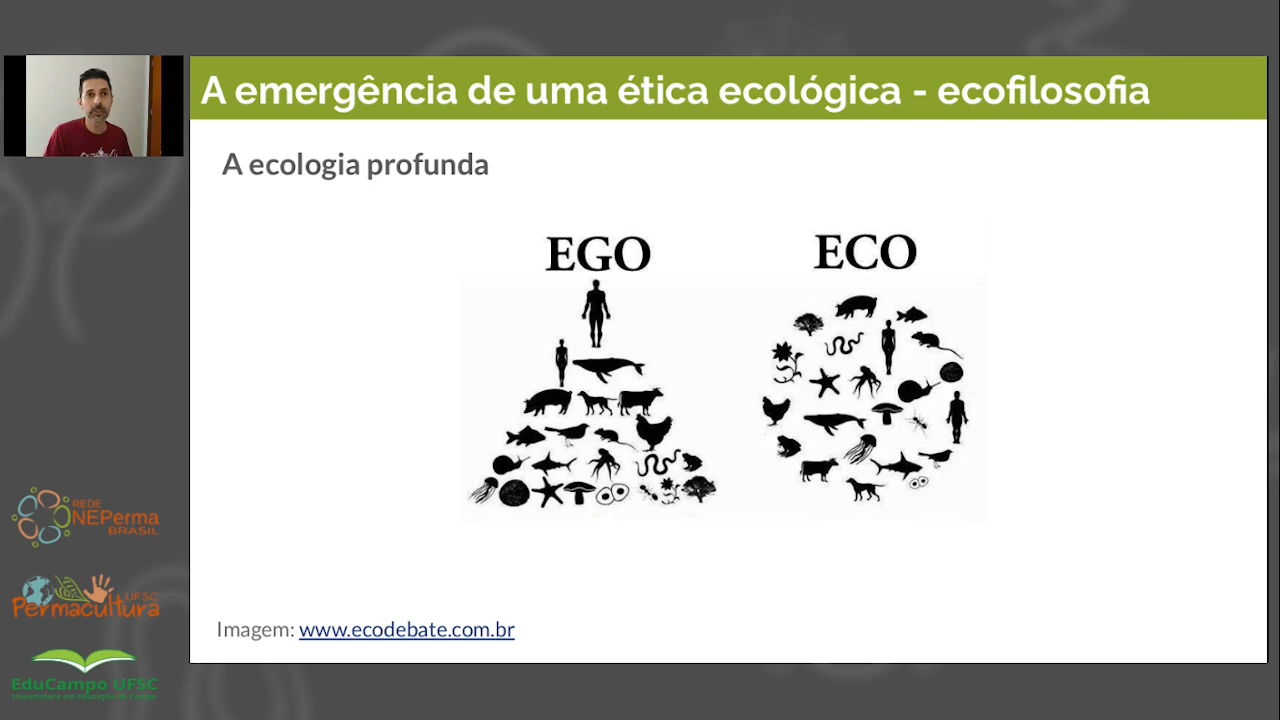 A emergência de uma ética ecológica - ecofilosofia
A ecologia profunda
EGO
ECO
Imagem: www.ecodebate.com.br
REDE
NEPerma
BRASIL
UFSC
Permacultura
EduCampo UFSC
Licenciatura em Educação do Campo